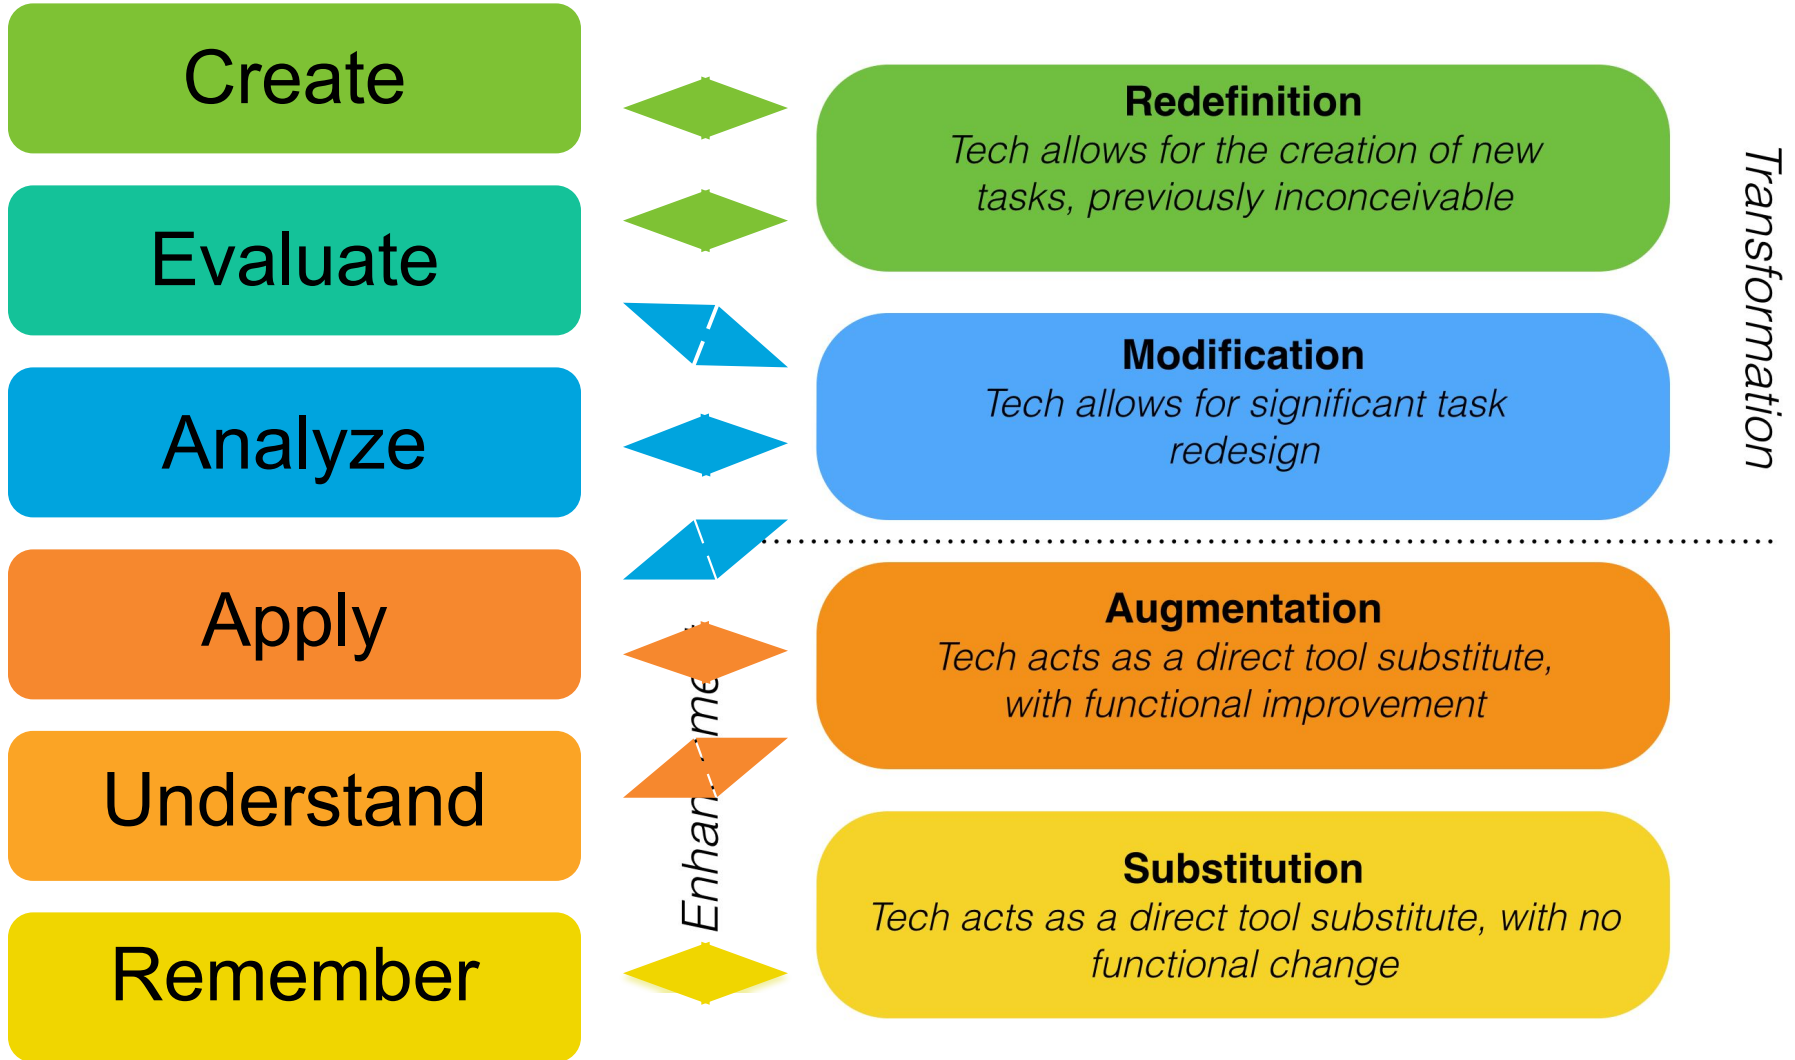 Create
Evaluate
Analyze
Apply
Understand
Remember
Redefinition
Tech allows for the creation of new
tasks, previously inconceivable
Modification
Tech allows for significant task
redesign
Augmentation
Tech acts as a direct tool substitute,
with functional improvement
Substitution
Tech acts as a direct tool substitute, with no
functional change
Transformation